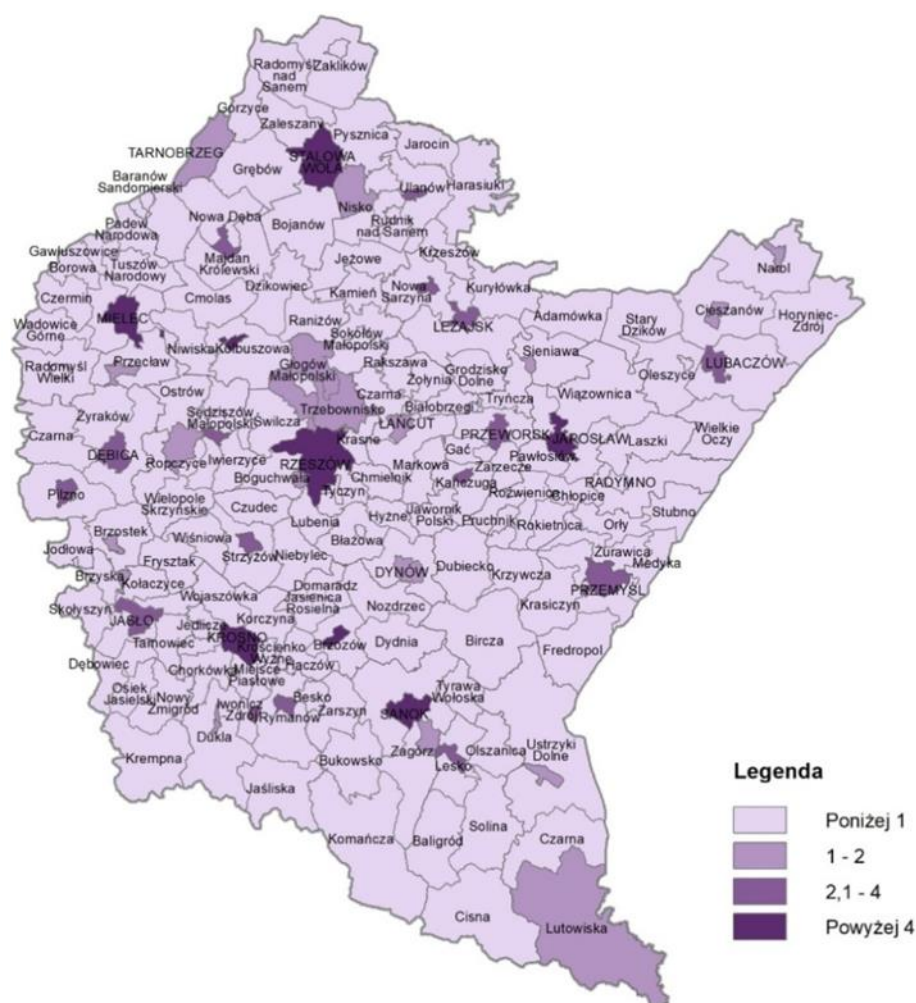 Radomyśl
nad
Sanem
Zaklików
Gorzyce
Zaleszany
Pysznica
TARNOBRZEG
STALOWA
WOLA
Jarocin
Grębów
Baranów
Sandomierski
Ulanów
Harasiuki
Nisko
Nowa Dęba
Bojanów
Rudnik
nad Sanem
Padew
Narodowa
Gawłuszowice
Majdan
Królewski
Jeżowe
Krzeszów
Borowa
Tuszów
Narodowy
Narol
Czermin
Cmolas
Dzikowiec
Kamień
Nowa
Sarzyna
Kuryłówka
MIELEC
Raniżów
LEŻAJSK
Adamówka
Stary
Dzików
Cieszanów
Horyniec-
Zdrój
Wadowice
Górne
Niwiska
Kolbuszowa
Sokołów
Małopolski
Radomyśl
Wielki
Przecław
Głogów
Małopolski
Rakszawa
Grodzisko
Dolne
Sieniawa
Oleszyce
LUBACZÓW
Ostrów
Czarna
Żołynia
Wiązownica
Żyraków
Sędziszów
Małopolski
Świlcza
Trzebownisko
Białobrzegi
Tryńcza
Czarna
DĘBICA
ŁAŃCUT
Krasne
PRZEWORSK
JAROSŁAW
Laszki
Wielkie
Oczy
Ropczyce
Iwierzyce
RZESZÓW
Gać
Pawłosiów
Boguchwała
Markowa
Zarzecze
Pilzno
Tyczyn
Chmielnik
Kańczuga
Roźwienica
RADYMNO
Chłopice
Wielopole
Skrzyńskie
Czudec
Lubenia
Hyżne
Jawornik
Polski
Pruchnik
Rokietnica
Orły
Stubno
Brzostek
Wiśniowa
Błażowa
Jodłowa
Frysztak
Strzyżów
Niebylec
DYNÓW
Dubiecko
Krzywcza
Żurawica
Medyka
Brzyska
Kołaczyce
PRZEMYŚL
Wojaszówka
Domaradz
Jasienica
Rosielna
Nozdrzec
Krasiczyn
Skołyszyn
JASŁO
Jedlicze
Korczyna
Tarnowiec
KROSNO
Krościenko
Wyżne
Brzozów
Dydnia
Bircza
Fredropol
Dębowiec
Chorkówka
Miejsce
Piastowe
Haczów
Osiek
Jasielski
Nowy
Żmigród
Iwonicz
Zdrój
Besko
Rymanów
Zarszyn
SANOK
Tyrawa
Wołoska
Dukla
Krempna
Bukowsko
Zagórz
Lesko
Olszanica
Ustrzyki
Dolne
Jaśliska
Komańcza
Baligród
Solina
Czarna
Cisna
Lutowiska
Legenda
Poniżej 1
1 - 2
2,1 - 4
Powyżej 4